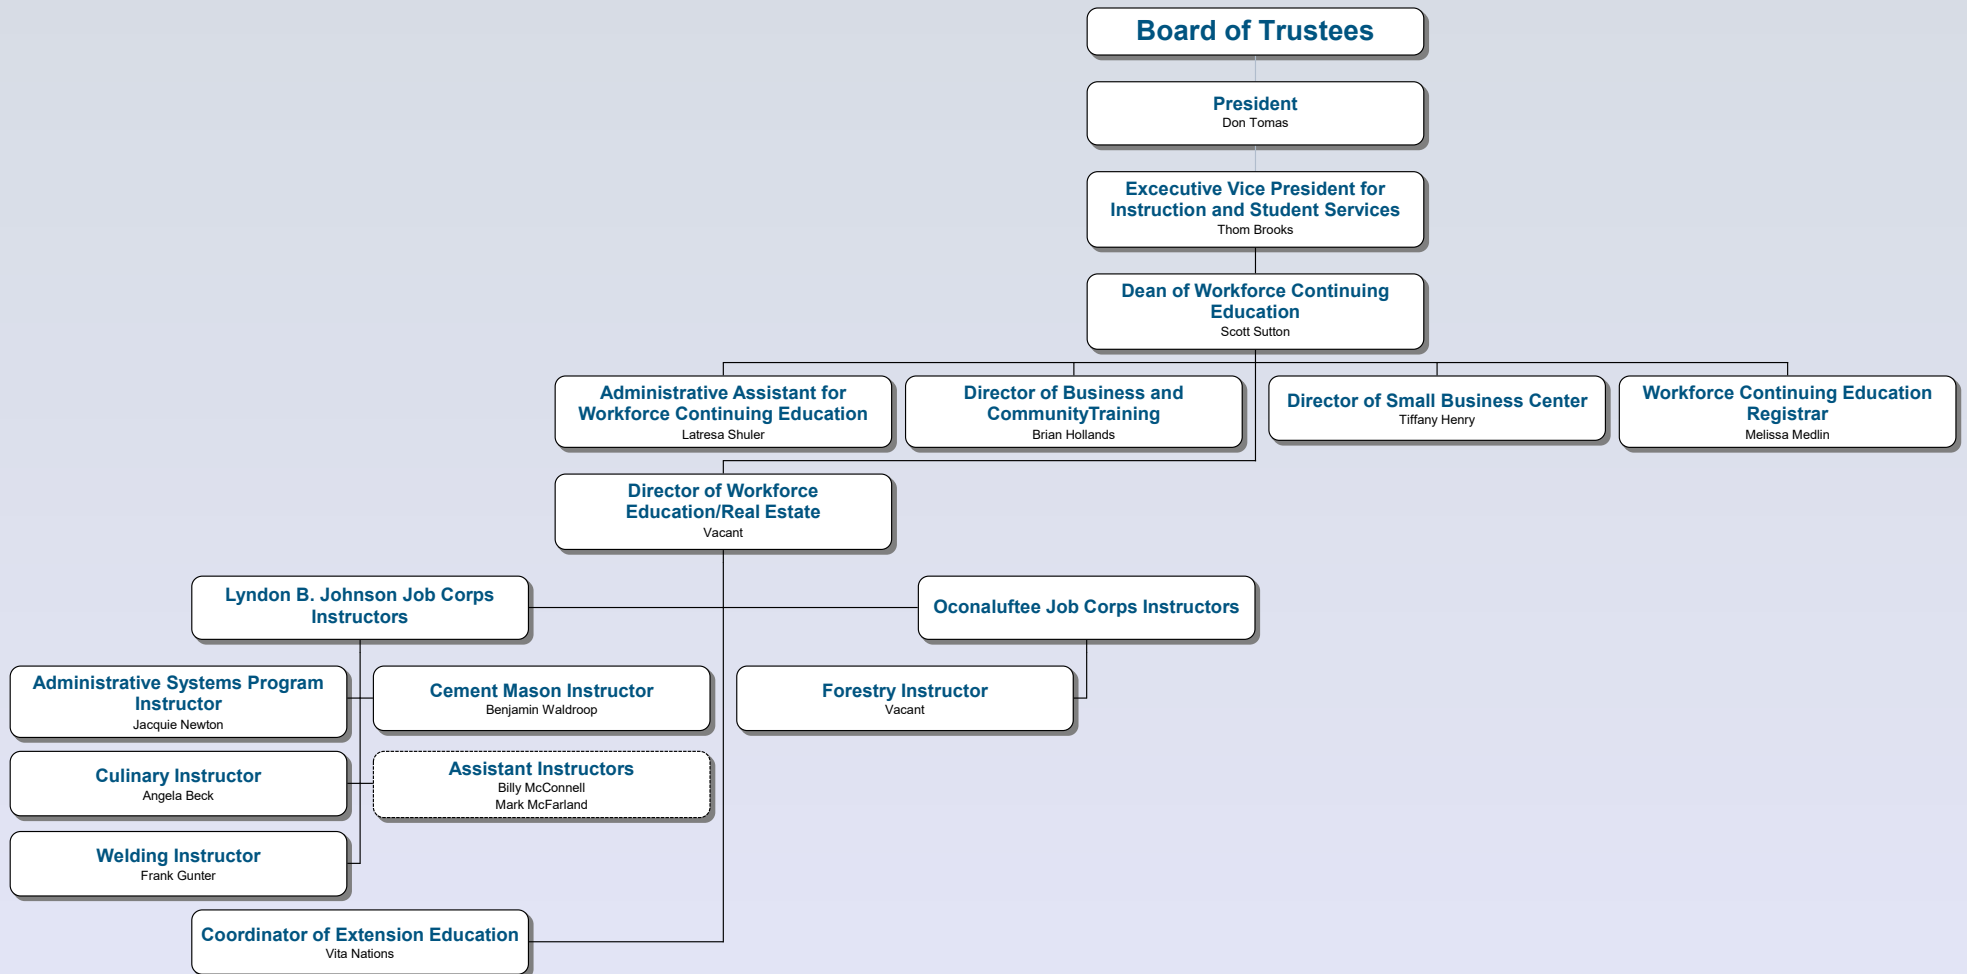 Board of Trustees
President
Don Tomas
Excecutive Vice President for
Instruction and Student Services
Thom Brooks
Dean of Workforce Continuing
Education
Scott Sutton
Administrative Assistant for
Workforce Continuing Education
Latresa Shuler
Director of Business and
CommunityTraining
Brian Hollands
Director of Small Business Center
Tiffany Henry
Workforce Continuing Education
Registrar
Melissa Medlin
Director of Workforce
Education/Real Estate
Vacant
Lyndon B. Johnson Job Corps
Instructors
Oconaluftee Job Corps Instructors
Administrative Systems Program
Instructor
Jacquie Newton
Cement Mason Instructor
Benjamin Waldroop
Forestry Instructor
Vacant
Culinary Instructor
Angela Beck
Assistant Instructors
Billy McConnell
Mark McFarland
Welding Instructor
Frank Gunter
Coordinator of Extension Education
Vita Nations